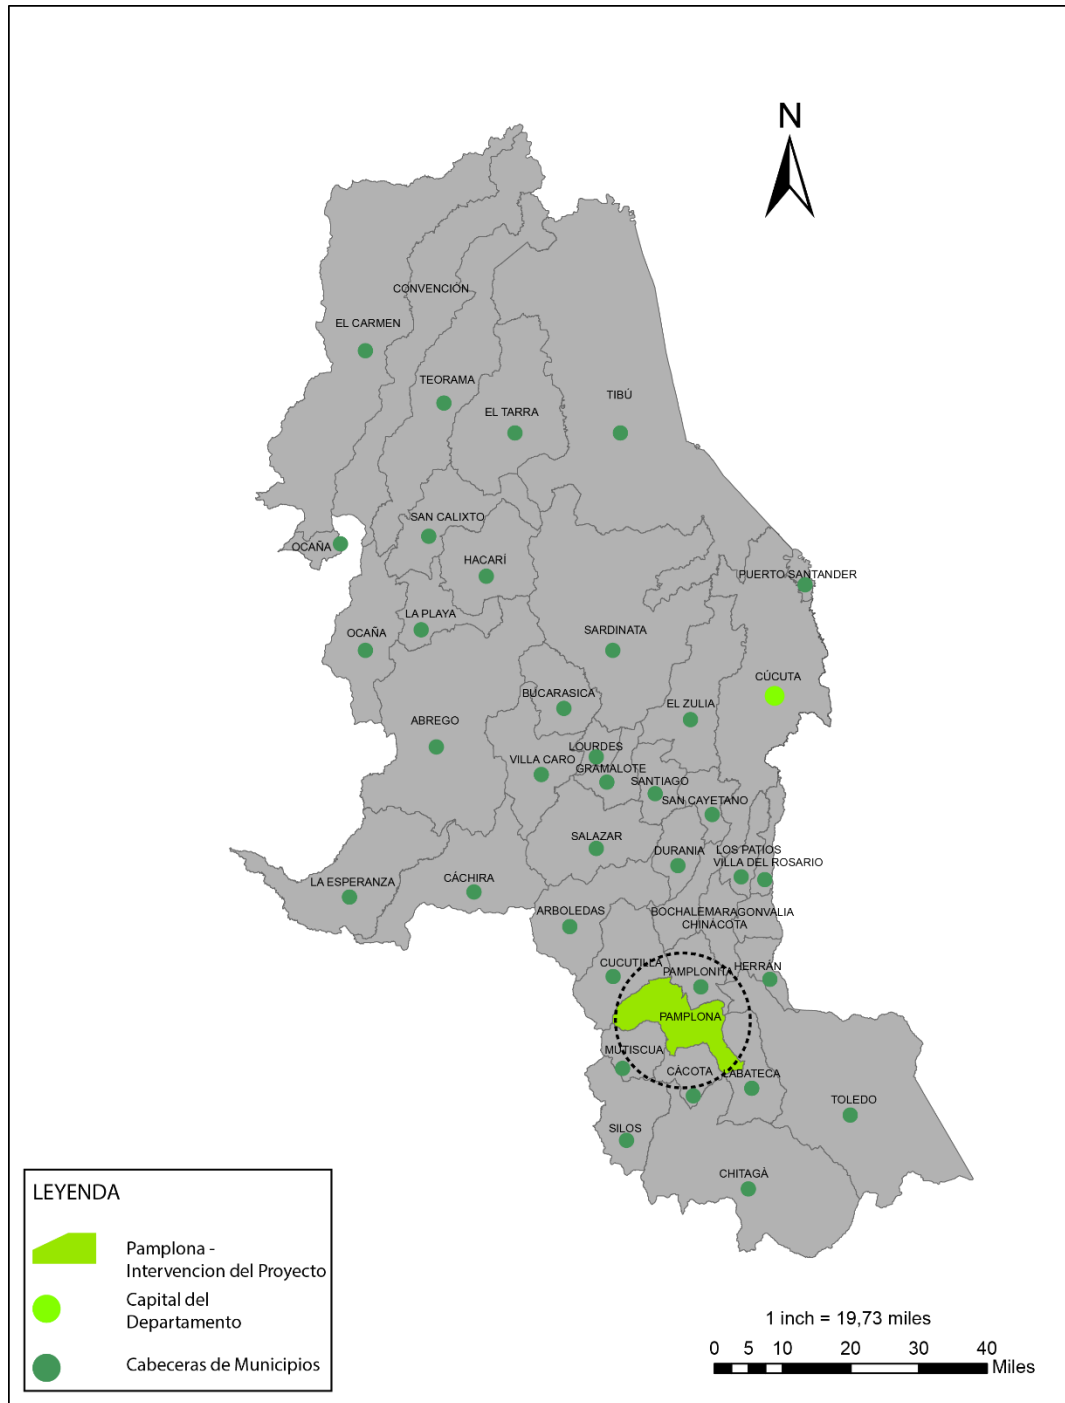 N
CONVENCIÓN
EL CARMEN
TEORAMA
EL TARRA
TIBÚ
SAN CALIXTO
OCAÑA
HACARÍ
PUERTO SANTANDER
LA PLAYA
OCAÑA
SARDINATA
CÚCUTA
BUCARASICA
EL ZULIA
ABREGO
LOURDES
VILLA CARO
GRAMALOTE
SANTIAGO
SAN CAYETANO
SALAZAR
DURANIA
LOS PATIOS
VILLA DEL ROSARIO
LA ESPERANZA
CÁCHIRA
ARBOLEDAS
BOCHALEMARAGONVALIA
CHINÁCOTA
CUCUTILLA
PAMPLONITA
HERRÁN
PAMPLONA
MUTISCUA
CÁCOTA
LABATECA
TOLEDO
SILOS
CHITAGÀ
LEYENDA
Pamplona -
Intervencion del Proyecto
Capital del
Departamento
Cabeceras de Municipios
1 inch = 19,73 miles
0 5 10 20 30 40
Miles